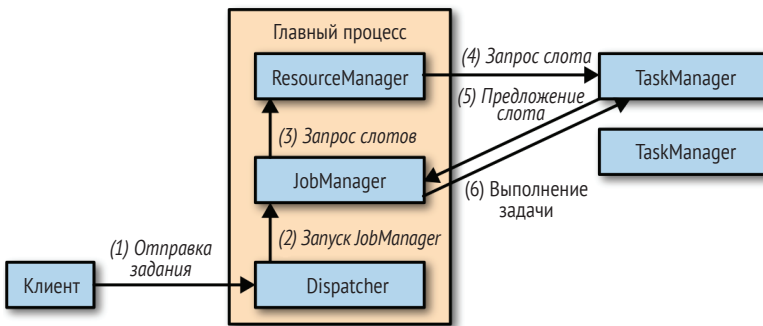 Главный процесс
ResourceManager
(4) Запрос слота
TaskManager
(5) Предложение
слота
(3) Запрос слотов
TaskManager
JobManager
(6) Выполнение
задачи
(2) Запуск JobManager
(1) Отправка
задания
Клиент
Dispatcher